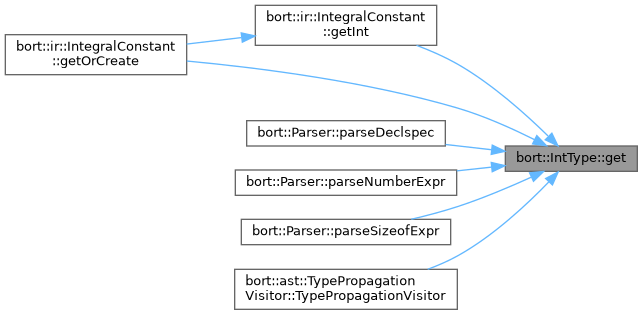 bort::ir::IntegralConstant
::getInt
bort::ir::IntegralConstant
::getOrCreate
bort::Parser::parseDeclspec
bort::IntType::get
bort::Parser::parseNumberExpr
bort::Parser::parseSizeofExpr
bort::ast::TypePropagation
Visitor::TypePropagationVisitor